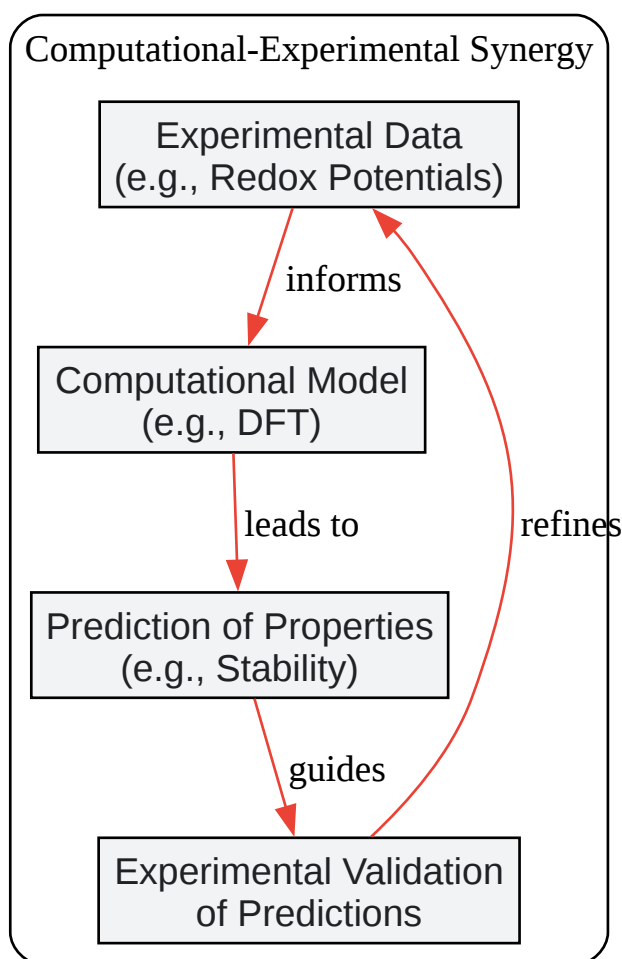 Computational-Experimental Synergy
Experimental Data
(e.g., Redox Potentials)
informs
Computational Model
(e.g., DFT)
leads to
refines
Prediction of Properties
(e.g., Stability)
guides
Experimental Validation
of Predictions